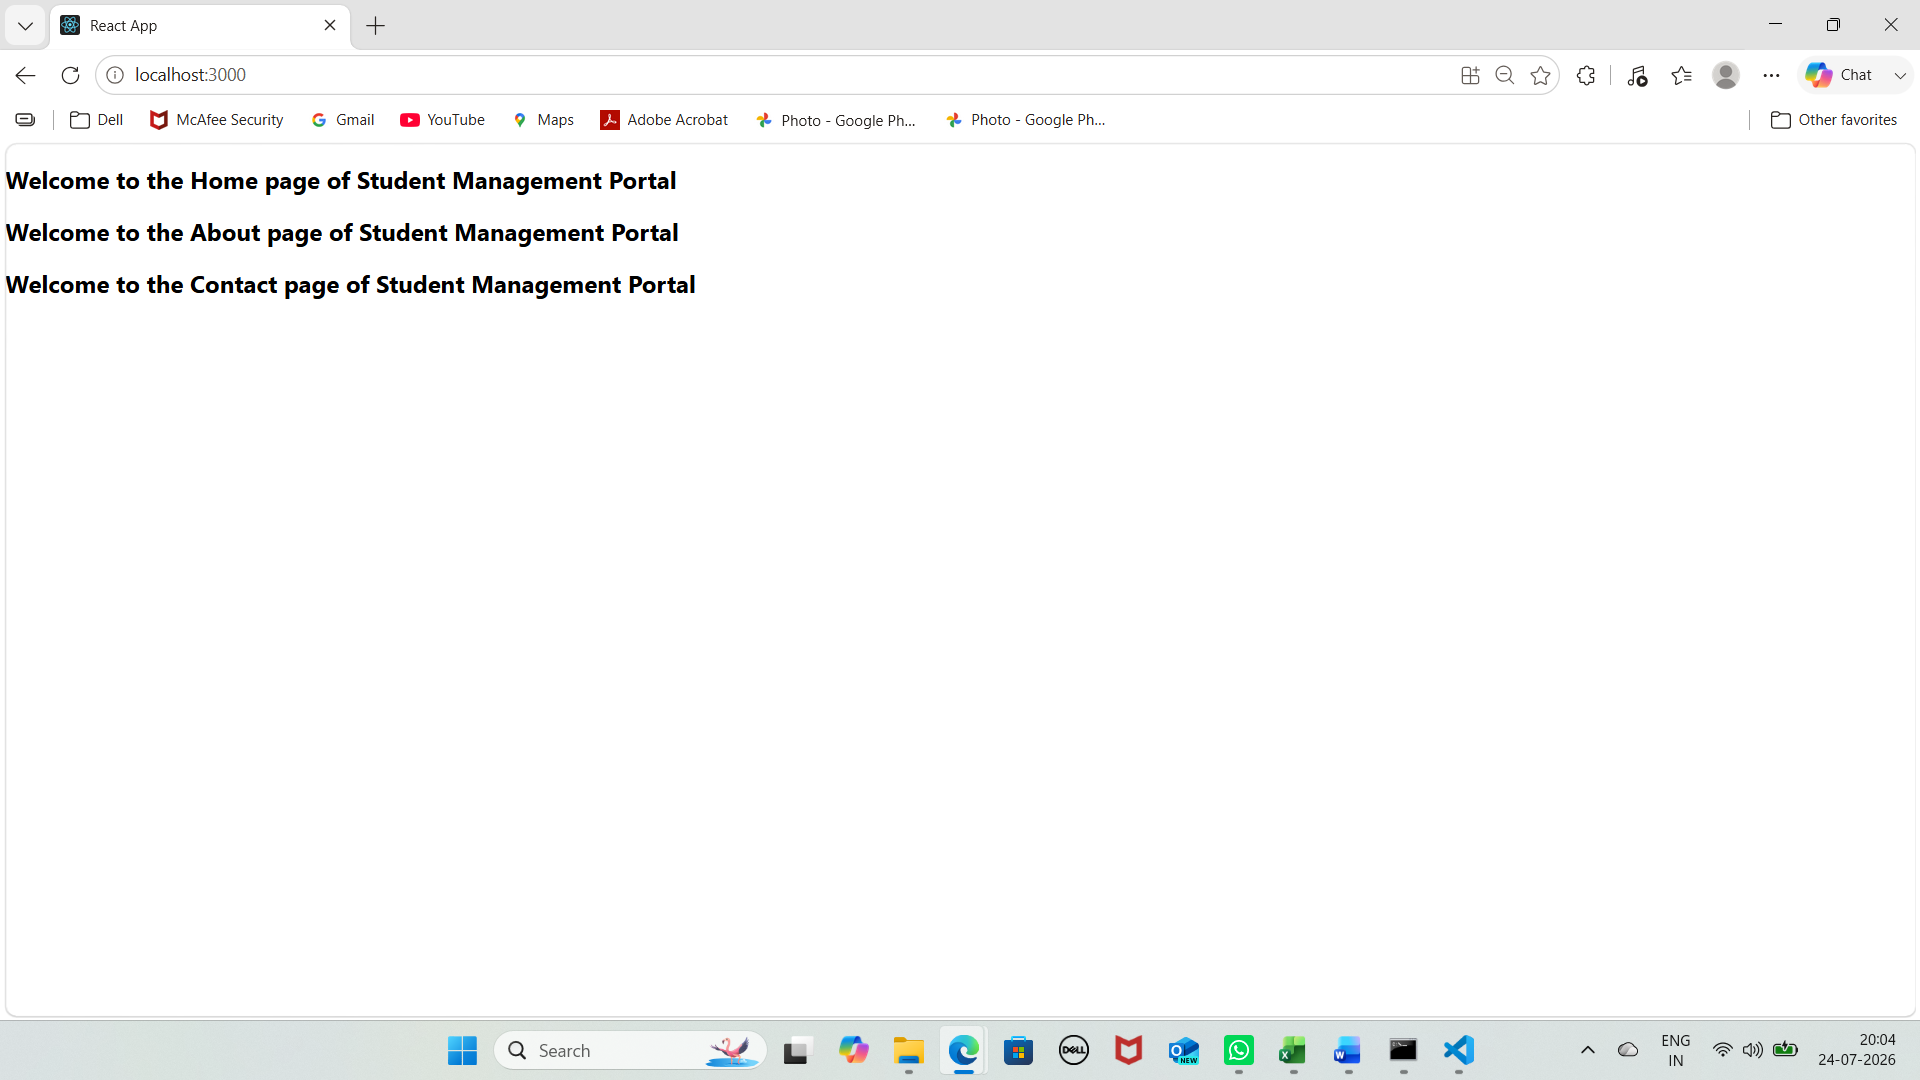 React App
localhost:3000
Chat
Dell
McAfee Security
Gmail
YouTube
Maps
Adobe Acrobat
Photo - Google Ph...
Photo - Google Ph...
Other favorites
Welcome to the Home page of Student Management Portal
Welcome to the About page of Student Management Portal
Welcome to the Contact page of Student Management Portal
Search
DELL
NEW
ENG
IN
20:04
24-07-2026